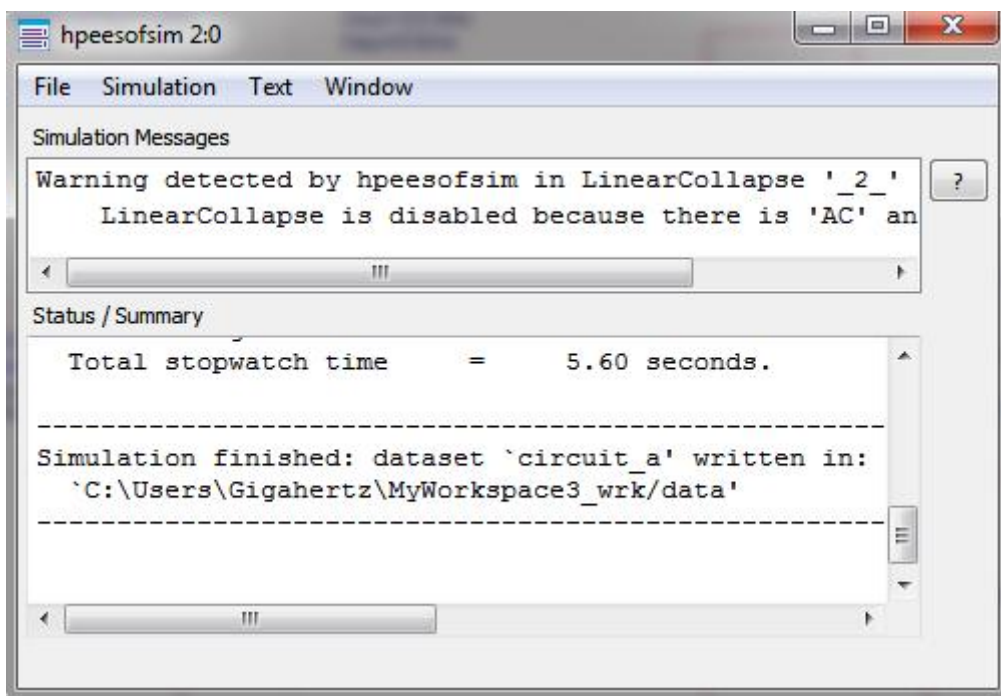 hpeesofsim 2:0
File Simulation Text Window
Simulation Messages
Warning detected by hpeesofsim in LinearCollapse '_2_'
LinearCollapse is disabled because there is 'AC' an
?
Status / Summary
Total stopwatch time = 5.60 seconds.
--------------------------------------------------
Simulation finished: dataset `circuit_a' written in:
`C:\Users\Gigahertz\MyWorkspace3_wrk/data'
--------------------------------------------------